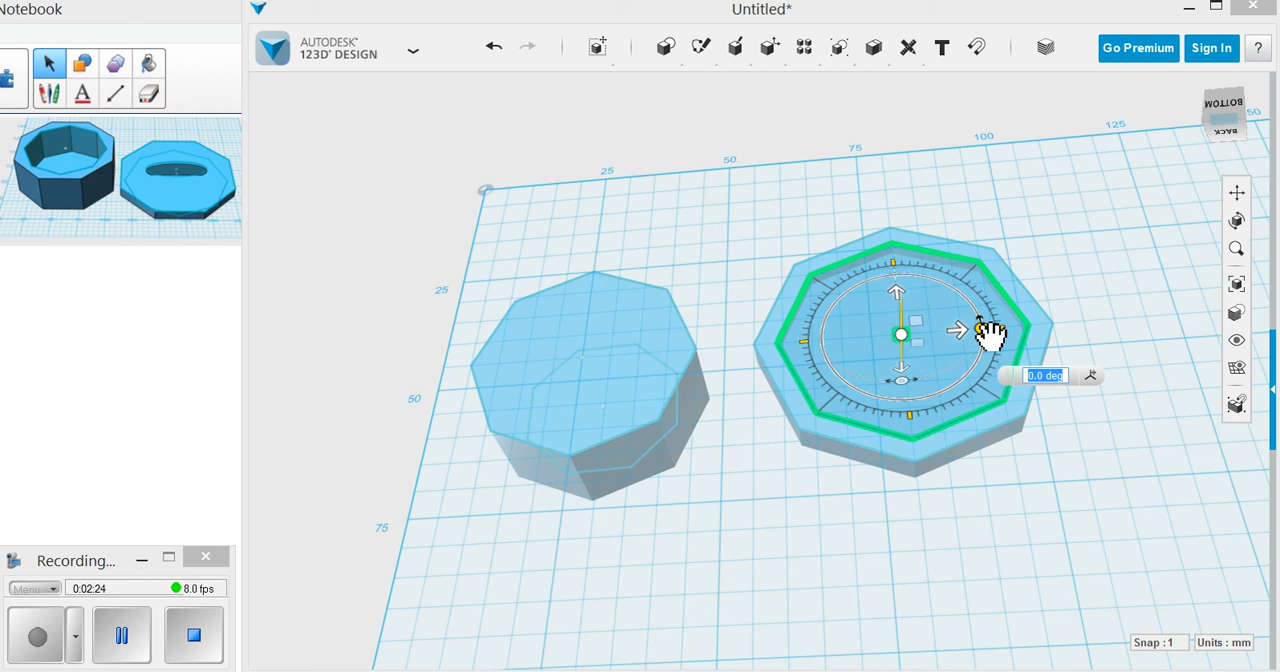 Notebook
Untitled*
AUTODESK®
123D® DESIGN
T
Go Premium
Sign In
?
A
BOTTOM
BACK
25
50
75
100
125
50
25
50
75
0.0 deg
Recording...
Menu
0:02:24
8.0 fps
Snap : 1
Units : mm